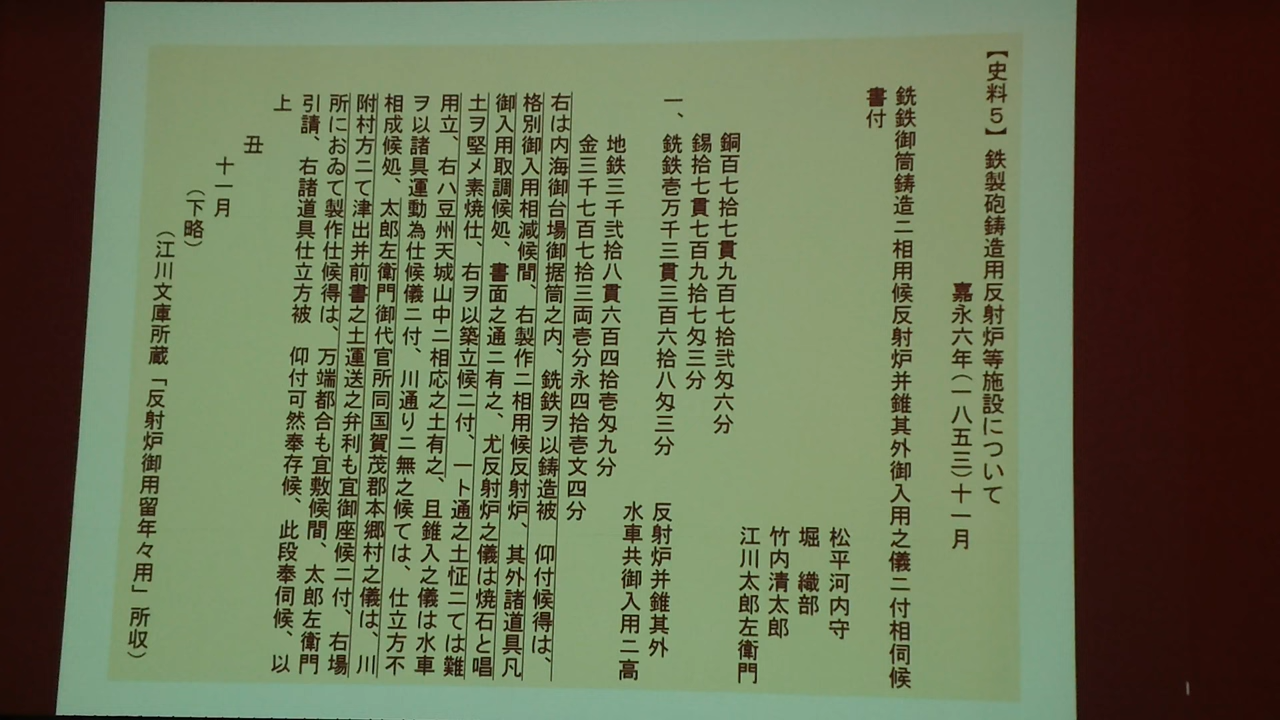 【史料５】鉄製砲鋳造用反射炉等施設について
嘉永六年(一八五三)十一月
銑鉄御筒鋳造ニ相用候反射炉并錐其外御入用之儀ニ付相伺候
書付
松平河内守
堀　織部
竹内清太郎
江川太郎左衛門
銅百七拾七貫九百七拾弐匁六分
錫拾七貫七百九拾七匁三分
一、銑鉄壱万千三貫三百六拾八匁三分
反射炉并錐其外
水車共御入用ニ高
地鉄三千弐拾八貫六百四拾壱匁九分
金三千七百七拾三両壱分永四拾壱文四分
右は内海御台場御据筒之内、銑鉄ヲ以鋳造被　仰付候得は、
格別御入用相減候間、右製作ニ相用候反射炉、其外諸道具凡
御入用取調候処、書面之通ニ有之、尤反射炉之儀は焼石と唱
土ヲ堅メ素焼仕、右ヲ以築立候ニ付、一ト通之土怔ニては難
用立、右ハ豆州天城山中ニ相応之土有之、且錐入之儀は水車
ヲ以諸具運動為仕候儀ニ付、川通りニ無之候ては、仕立方不
相成候処、太郎左衛門御代官所同国賀茂郡本郷村之儀は、川
附村方ニて津出并前書之土運送之弁利も宜御座候ニ付、右場
所におゐて製作仕候得は、万端都合も宜敷候間、太郎左衛門
引請、右諸道具仕立方被　仰付可然奉存候、此段奉伺候、以
上
丑
十一月
（下略）
（江川文庫所蔵「反射炉御用留年々用」所収）